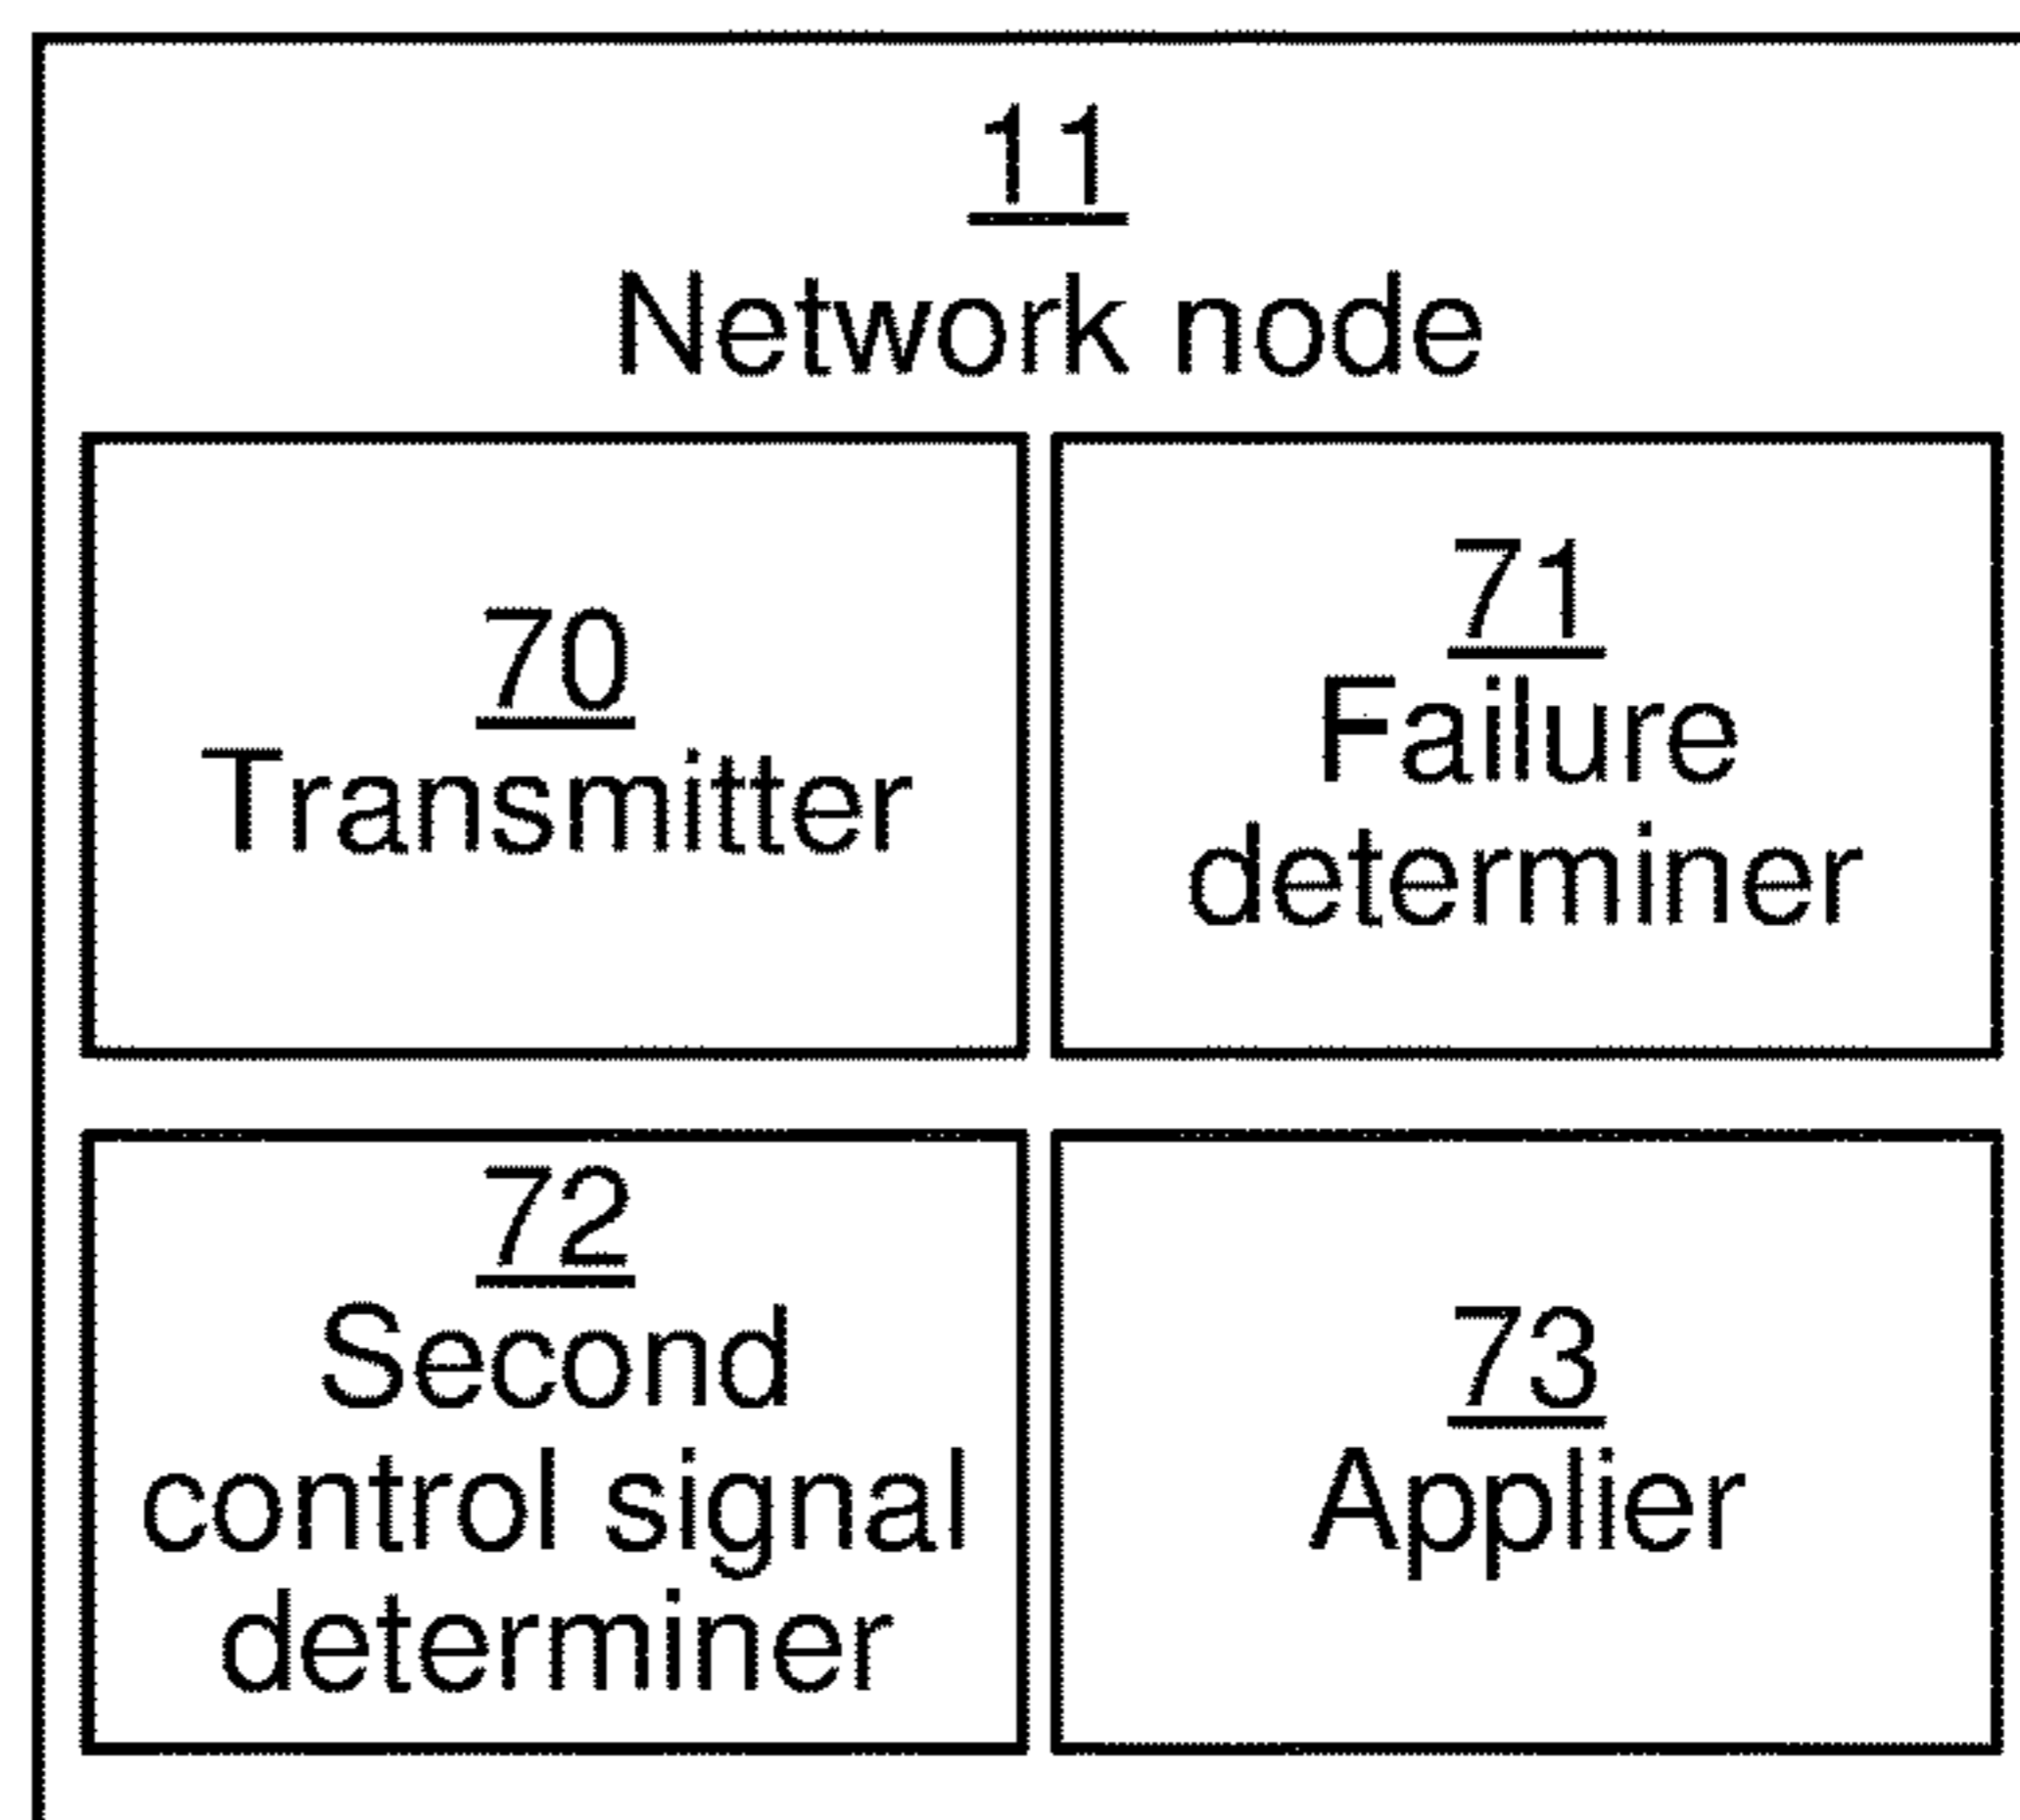 11
Network node
70
Transmitter
71
Failure
determiner
72
Second
control signal
determiner
73
Applier